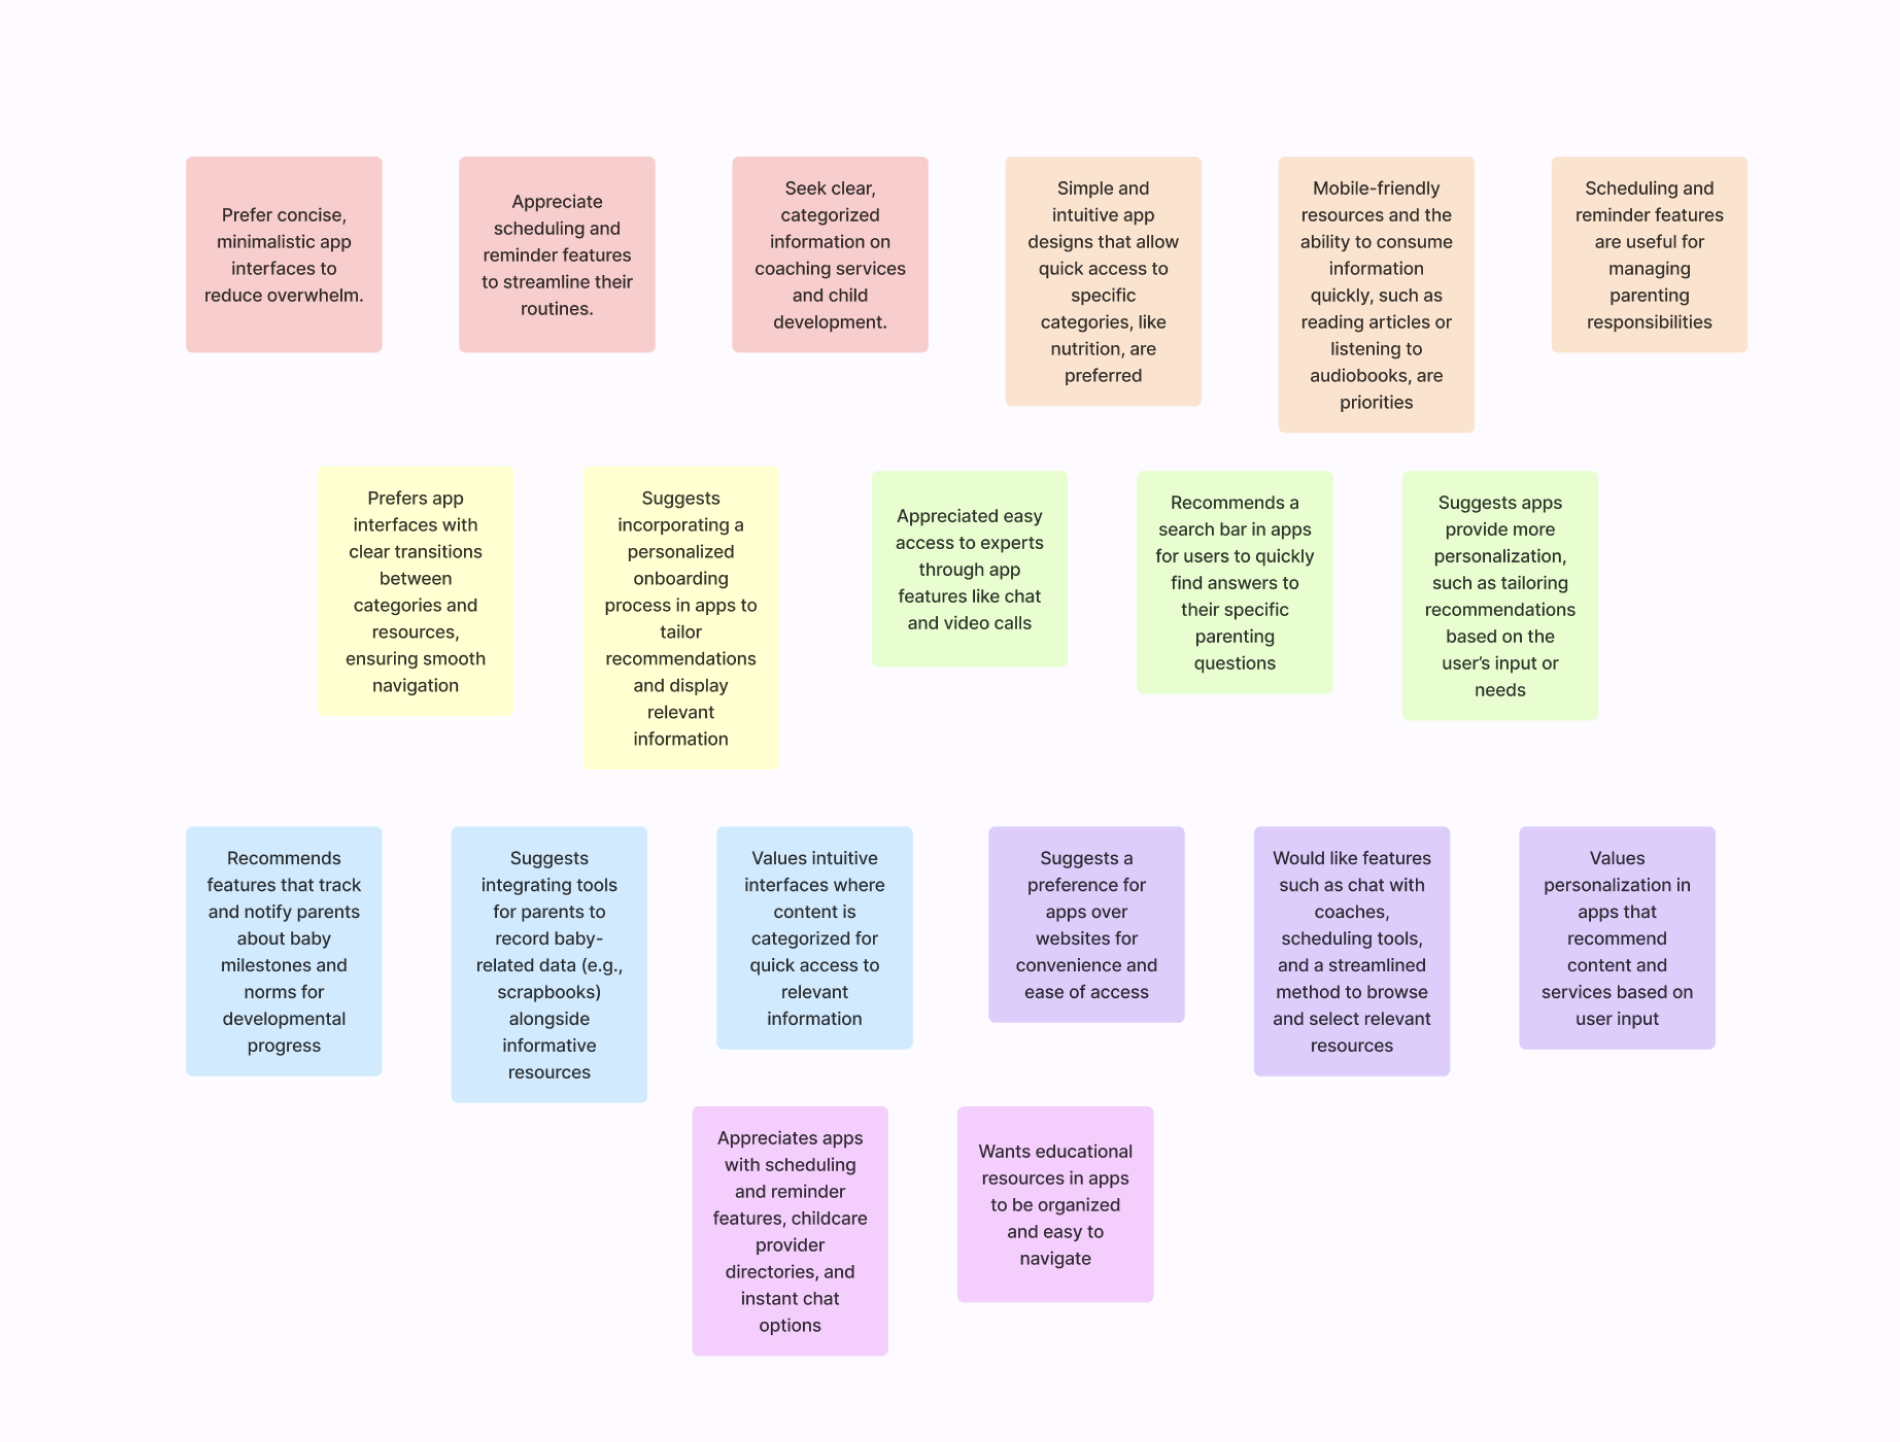 Prefer concise,
minimalistic app
interfaces to
reduce overwhelm.
Appreciate
scheduling and
reminder features
to streamline their
routines.
Seek clear,
categorized
information on
coaching services
and child
development.
Simple and
intuitive app
designs that allow
quick access to
specific
categories, like
nutrition, are
preferred
Mobile-friendly
resources and the
ability to consume
information
quickly, such as
reading articles or
listening to
audiobooks, are
priorities
Scheduling and
reminder features
are useful for
managing
parenting
responsibilities
Prefers app
interfaces with
clear transitions
between
categories and
resources,
ensuring smooth
navigation
Suggests
incorporating a
personalized
onboarding
process in apps to
tailor
recommendations
and display
relevant
information
Appreciated easy
access to experts
through app
features like chat
and video calls
Recommends a
search bar in apps
for users to quickly
find answers to
their specific
parenting
questions
Suggests apps
provide more
personalization,
such as tailoring
recommendations
based on the
user’s input or
needs
Recommends
features that track
and notify parents
about baby
milestones and
norms for
developmental
progress
Suggests
integrating tools
for parents to
record baby-
related data (e.g.,
scrapbooks)
alongside
informative
resources
Values intuitive
interfaces where
content is
categorized for
quick access to
relevant
information
Suggests a
preference for
apps over
websites for
convenience and
ease of access
Would like features
such as chat with
coaches,
scheduling tools,
and a streamlined
method to browse
and select relevant
resources
Values
personalization in
apps that
recommend
content and
services based on
user input
Appreciates apps
with scheduling
and reminder
features, childcare
provider
directories, and
instant chat
options
Wants educational
resources in apps
to be organized
and easy to
navigate